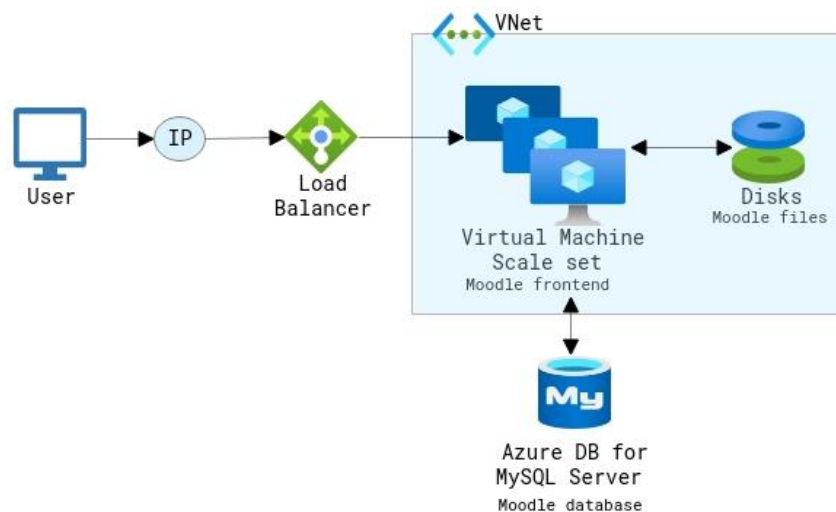 VNet
User
IP
Load
Balancer
Virtual Machine
Scale set
Moodle frontend
Disks
Moodle files
My
Azure DB for
MySQL Server
Moodle database